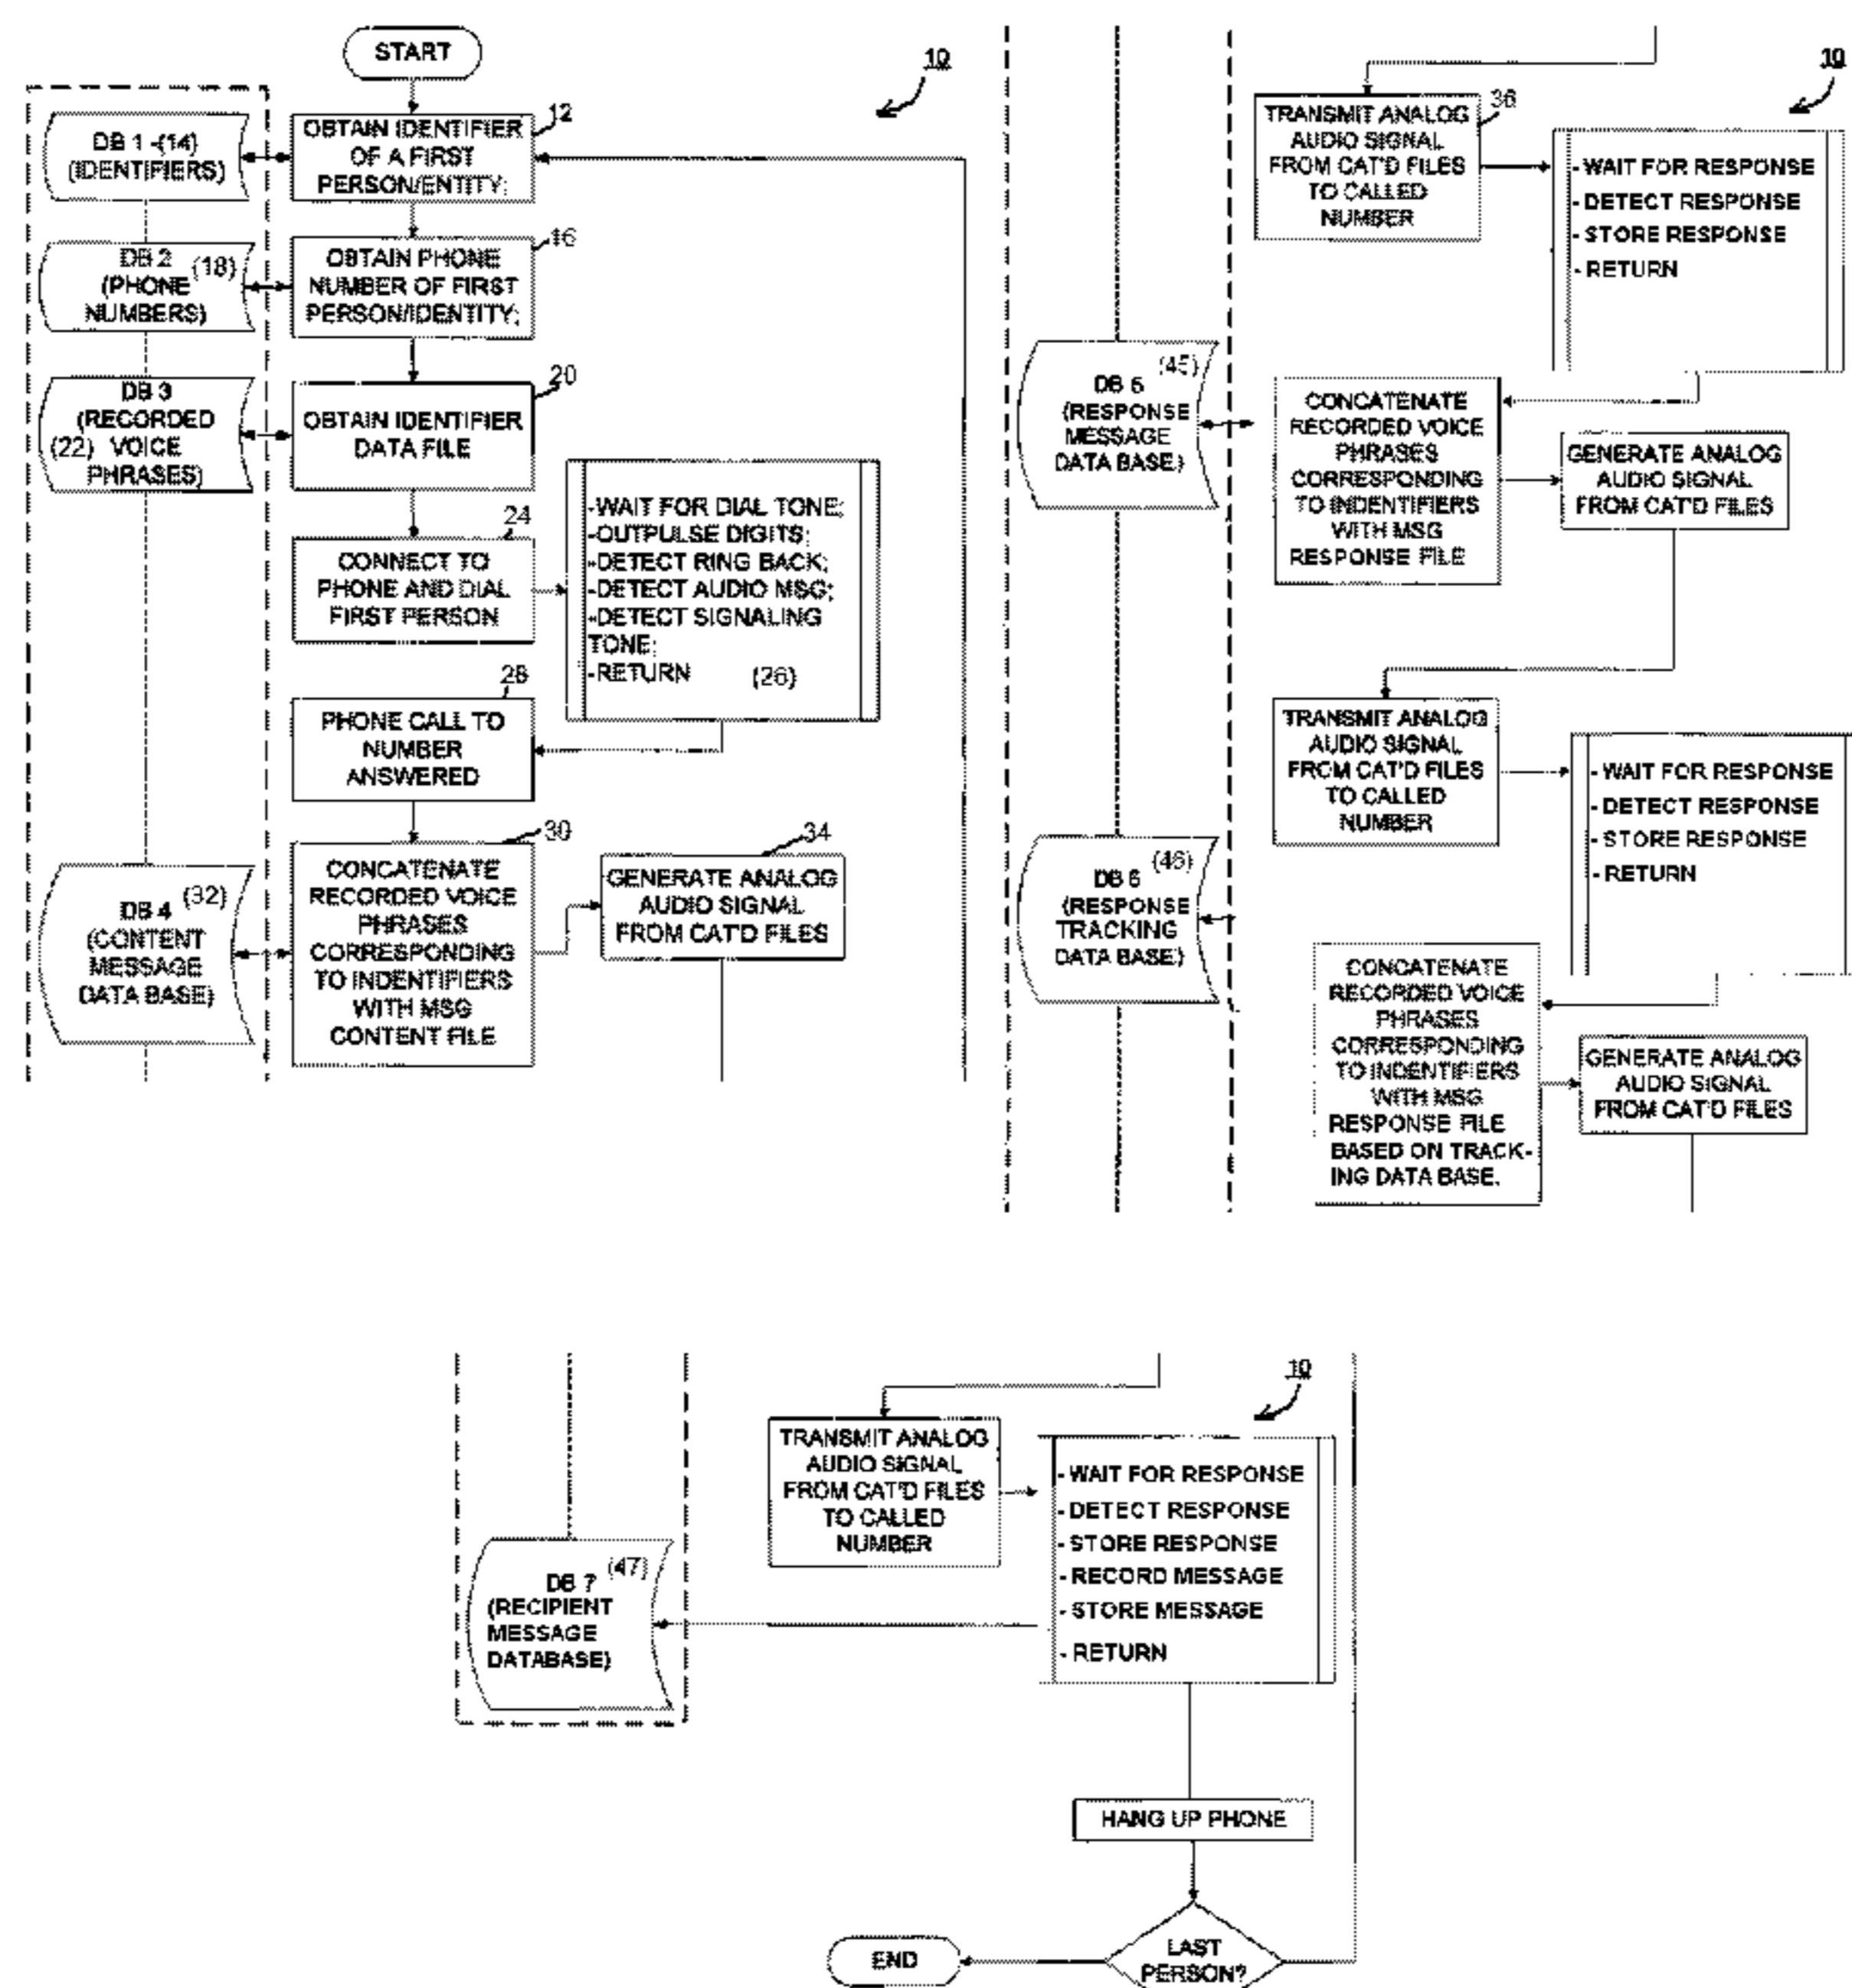 START
10
12
DB 1 -(14)
(IDENTIFIERS)
OBTAIN IDENTIFIER
OF A FIRST
PERSON/ENTITY;
16
DB 2
(18)
(PHONE
NUMBERS)
OBTAIN PHONE
NUMBER OF FIRST
PERSON/IDENTITY;
20
DB 3
(RECORDED
(22) VOICE
PHRASES)
OBTAIN IDENTIFIER
DATA FILE
24
CONNECT TO
PHONE AND DIAL
FIRST PERSON
-WAIT FOR DIAL TONE;
-OUTPULSE DIGITS;
-DETECT RING BACK;
-DETECT AUDIO MSG;
-DETECT SIGNALING
TONE;
-RETURN (26)
28
PHONE CALL TO
NUMBER
ANSWERED
30
DB 4
(32)
(CONTENT
MESSAGE
DATA BASE)
CONCATENATE
RECORDED VOICE
PHRASES
CORRESPONDING
TO INDENTIFIERS
WITH MSG
CONTENT FILE
34
GENERATE ANALOG
AUDIO SIGNAL
FROM CAT'D FILES
10
36
TRANSMIT ANALOG
AUDIO SIGNAL
FROM CAT'D FILES
TO CALLED
NUMBER
- WAIT FOR RESPONSE
- DETECT RESPONSE
- STORE RESPONSE
- RETURN
DB 5
(45)
(RESPONSE
MESSAGE
DATA BASE)
CONCATENATE
RECORDED VOICE
PHRASES
CORRESPONDING
TO INDENTIFIERS
WITH MSG
RESPONSE FILE
GENERATE ANALOG
AUDIO SIGNAL
FROM CAT'D FILES
TRANSMIT ANALOG
AUDIO SIGNAL
FROM CAT'D FILES
TO CALLED
NUMBER
- WAIT FOR RESPONSE
- DETECT RESPONSE
- STORE RESPONSE
- RETURN
DB 6
(46)
(RESPONSE
TRACKING
DATA BASE)
CONCATENATE
RECORDED VOICE
PHRASES
CORRESPONDING
TO INDENTIFIERS
WITH MSG
RESPONSE FILE
BASED ON TRACK-
ING DATA BASE.
GENERATE ANALOG
AUDIO SIGNAL
FROM CAT'D FILES
10
TRANSMIT ANALOG
AUDIO SIGNAL
FROM CAT'D FILES
TO CALLED
NUMBER
- WAIT FOR RESPONSE
- DETECT RESPONSE
- STORE RESPONSE
- RECORD MESSAGE
- STORE MESSAGE
- RETURN
DB 7
(47)
(RECIPIENT
MESSAGE
DATABASE)
HANG UP PHONE
LAST
PERSON?
END